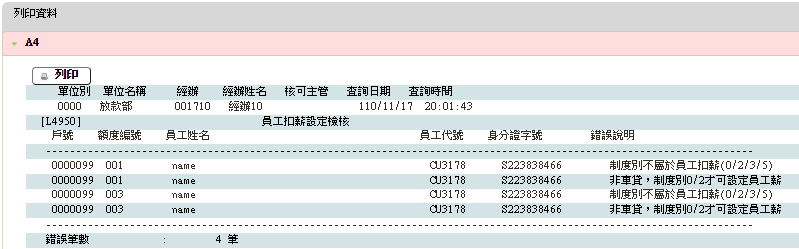 列印資料
A4
列印
單位別 單位名稱 經辦 經辦姓名 核可主管 查詢日期 查詢時間
0000 放款部 001710 經辦10 110/11/17 20:01:43
[L4950] 員工扣薪設定檢核
戶號 額度編號 員工姓名 員工代號 身分證字號 錯誤說明
0000099 001 name CU3178 S223838466 制度別不屬於員工扣薪(0/2/3/5)
0000099 001 name CU3178 S223838466 非車貸，制度別0/2才可設定員工薪
0000099 003 name CU3178 S223838466 制度別不屬於員工扣薪(0/2/3/5)
0000099 003 name CU3178 S223838466 非車貸，制度別0/2才可設定員工薪
錯誤筆數 : 4 筆